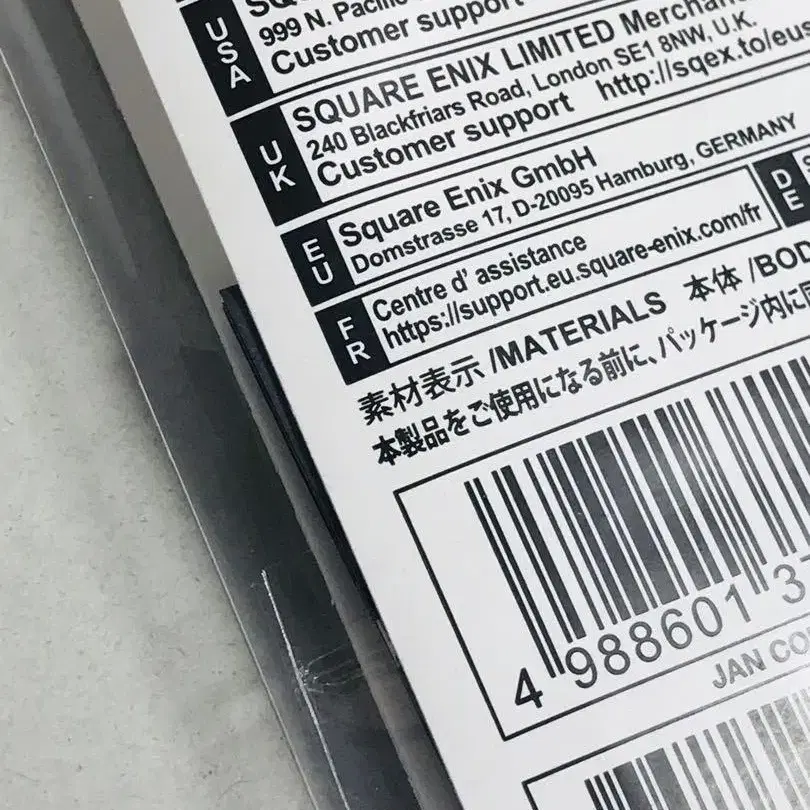 USA
999 N. Pacific
Customer support
UK
SQUARE ENIX LIMITED
240 Blackfriars Road, London SE1 8NW, U.K.
Customer support http://sqex.to/eus
EU
Square Enix GmbH
Domstrasse 17, D-20095 Hamburg, GERMANY
DE
FR
Centre d' assistance
https://support.eu.square-enix.com/fr
素材表示 /MATERIALS 本体 /BOD
本製品をご使用になる前に、パッケージ内に
4 988601 3
JAN CO